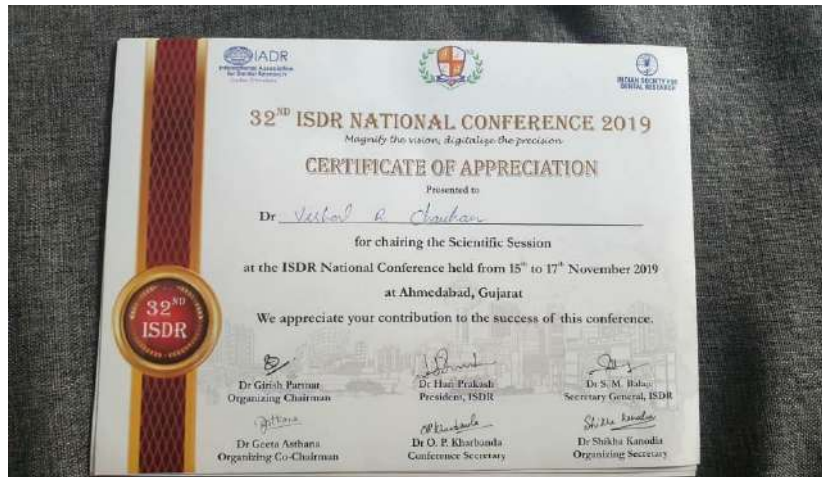 IADR
International Association
for Dental Research
INDIAN SOCIETY FOR
DENTAL RESEARCH
32ND ISDR NATIONAL CONFERENCE 2019
Magnify the vision, digitalize the precision
CERTIFICATE OF APPRECIATION
Presented to
Dr Vishal R Chauhan
for chairing the Scientific Session
at the ISDR National Conference held from 15th to 17th November 2019
at Ahmedabad, Gujarat
We appreciate your contribution to the success of this conference.
32ND
ISDR
Dr Girish Parmar
Organizing Chairman
Dr Hari Prakash
President, ISDR
Dr S. M. Balaji
Secretary General, ISDR
Dr Geeta Asthana
Organizing Co-Chairman
Dr O. P. Kharbanda
Conference Secretary
Shikha Kanodia
Dr Shikha Kanodia
Organizing Secretary